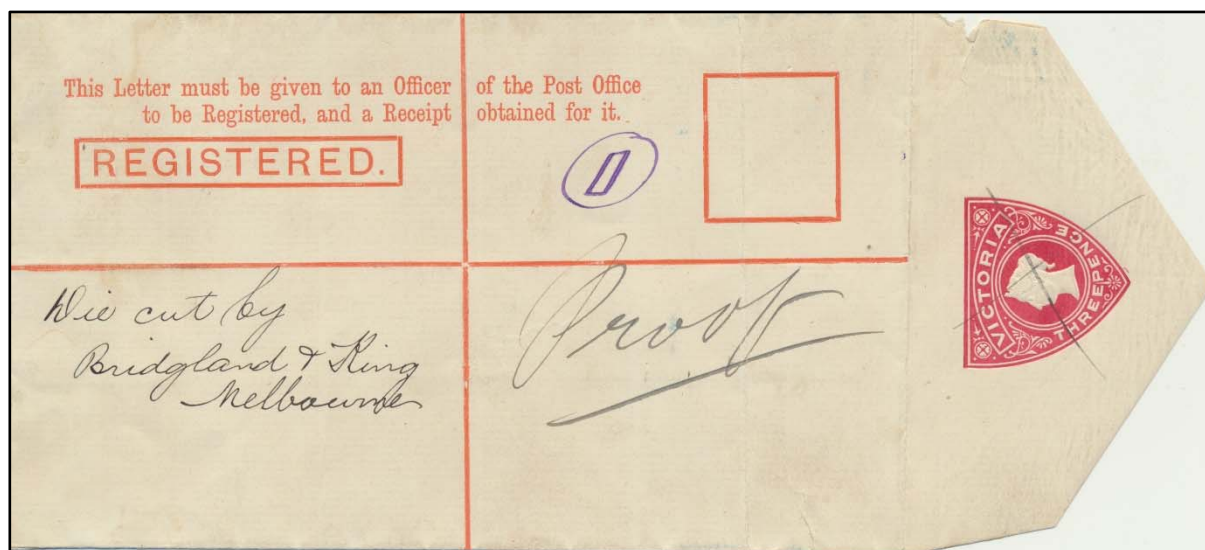 This Letter must be given to an Officer of the Post Office
to be Registered, and a Receipt obtained for it.
REGISTERED.
VICTORIA
THREEPENCE
Die cut by
Bridgland & King
Melbourne
Proof